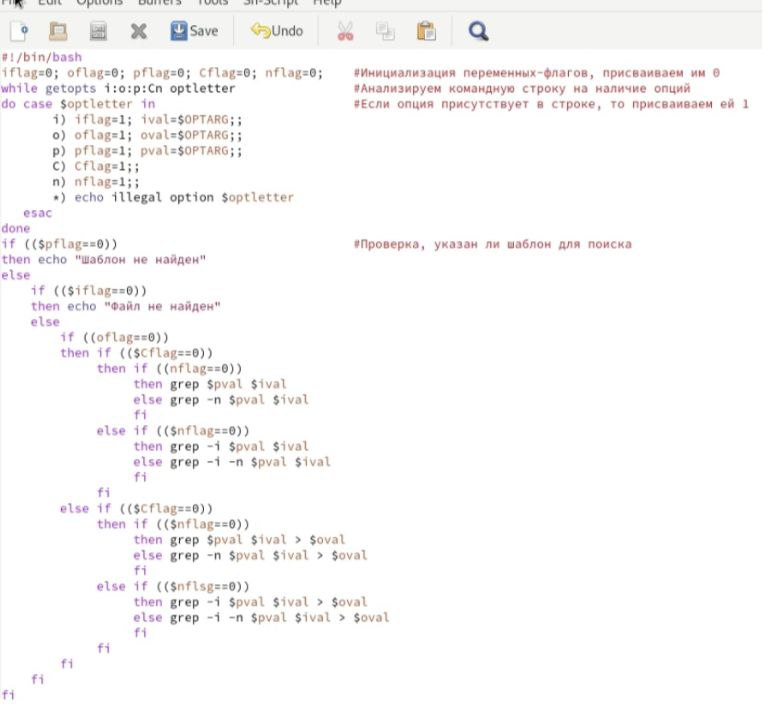 File Edit Options Buffers Tools Sh-Script Help
Save Undo
#!/bin/bash
iflag=0; oflag=0; pflag=0; Cflag=0; nflag=0; #Инициализация переменных-флагов, присваиваем им 0
while getopts i:o:p:Cn optletter #Анализируем командную строку на наличие опций
do case $optletter in #Если опция присутствует в строке, то присваиваем ей 1
i) iflag=1; ival=$OPTARG;;
o) oflag=1; oval=$OPTARG;;
p) pflag=1; pval=$OPTARG;;
C) Cflag=1;;
n) nflag=1;;
*) echo illegal option $optletter
esac
done
if (($pflag==0)) #Проверка, указан ли шаблон для поиска
then echo "Шаблон не найден"
else
if (($iflag==0))
then echo "Файл не найден"
else
if ((oflag==0))
then if (($Cflag==0))
then if ((nflag==0))
then grep $pval $ival
else grep -n $pval $ival
fi
else if (($nflag==0))
then grep -i $pval $ival
else grep -i -n $pval $ival
fi
fi
else if (($Cflag==0))
then if (($nflag==0))
then grep $pval $ival > $oval
else grep -n $pval $ival > $oval
fi
else if (($nflsg==0))
then grep -i $pval $ival > $oval
else grep -i -n $pval $ival > $oval
fi
fi
fi
fi
fi